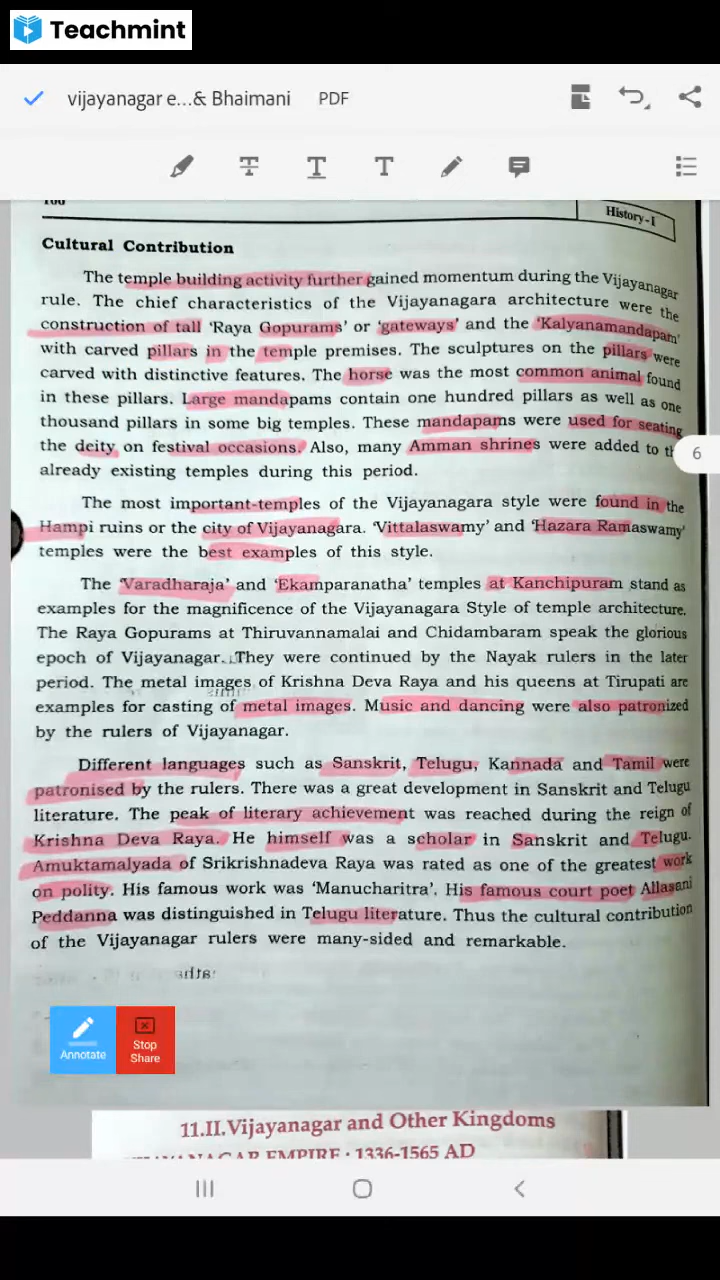 Teachmint
vijayanagar e...& Bhaimani PDF
History-I
Cultural Contribution
The temple building activity further gained momentum during the Vijayanagar
rule. The chief characteristics of the Vijayanagara architecture were the
construction of tall 'Raya Gopurams' or 'gateways' and the 'Kalyanamandapam'
with carved pillars in the temple premises. The sculptures on the pillars were
carved with distinctive features. The horse was the most common animal found
in these pillars. Large mandapams contain one hundred pillars as well as one
thousand pillars in some big temples. These mandapams were used for seating
the deity on festival occasions. Also, many Amman shrines were added to
6
already existing temples during this period.
The most important-temples of the Vijayanagara style were found in the
Hampi ruins or the city of Vijayanagara. 'Vittalaswamy' and 'Hazara Ramaswamy'
temples were the best examples of this style.
The 'Varadharaja' and 'Ekamparanatha' temples at Kanchipuram stand as
examples for the magnificence of the Vijayanagara Style of temple architecture.
The Raya Gopurams at Thiruvannamalai and Chidambaram speak the glorious
epoch of Vijayanagar. They were continued by the Nayak rulers in the later
period. The metal images of Krishna Deva Raya and his queens at Tirupati are
examples for casting of metal images. Music and dancing were also patronized
by the rulers of Vijayanagar.
Different languages such as Sanskrit, Telugu, Kannada and Tamil were
patronised by the rulers. There was a great development in Sanskrit and Telugu
literature. The peak of literary achievement was reached during the reign of
Krishna Deva Raya. He himself was a scholar in Sanskrit and Telugu.
Amuktamalyada of Srikrishnadeva Raya was rated as one of the greatest work
on polity. His famous work was 'Manucharitra'. His famous court poet Allasani
Peddanna was distinguished in Telugu literature. Thus the cultural contribution
of the Vijayanagar rulers were many-sided and remarkable.
Annotate
Stop
Share
11.II.Vijayanagar and Other Kingdoms
VIJAYANAGAR EMPIRE : 1336-1565 AD